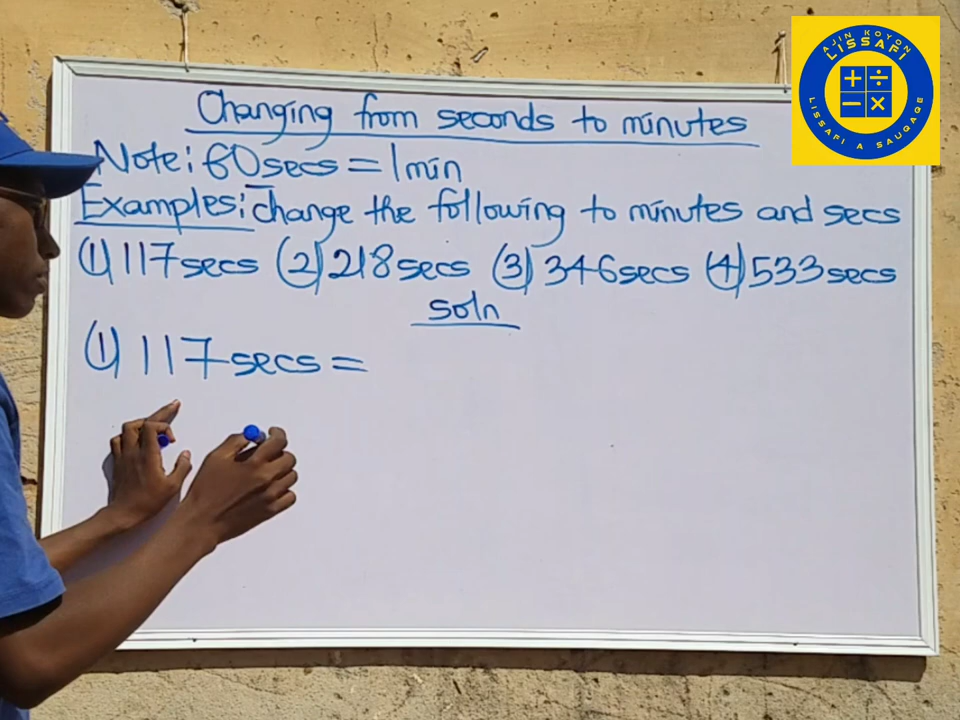 AJIN KOYON
LISSAFI
LISSAFI A SAUQAQE
Changing from seconds to minutes
Note: 60secs = 1min
Examples: Change the following to minutes and secs
(1) 117secs (2) 218secs (3) 346secs (4) 533secs
soln
(1) 117secs =